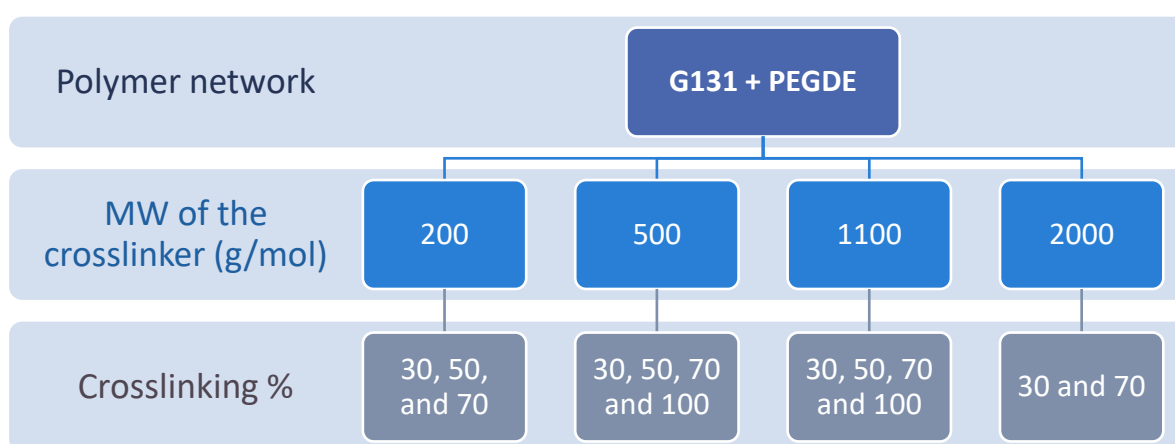 Polymer network
G131 + PEGDE
MW of the
crosslinker (g/mol)
200
500
1100
2000
Crosslinking %
30, 50,
and 70
30, 50, 70
and 100
30, 50, 70
and 100
30 and 70